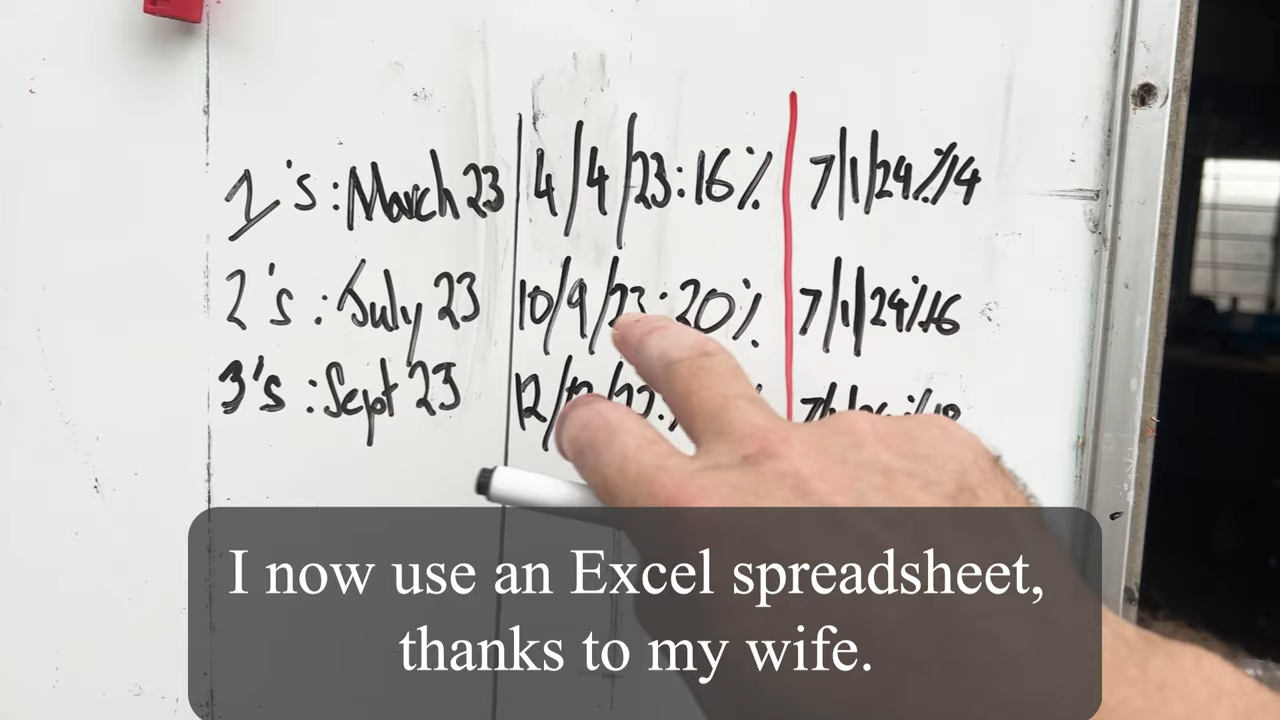 1's : March 23 | 4/4/23 : 16% | 7/1/24 % 14
2's : July 23 | 10/9/23 : 20% | 7/1/24 % 16
3's : Sept 23 | 12/
I now use an Excel spreadsheet,
thanks to my wife.